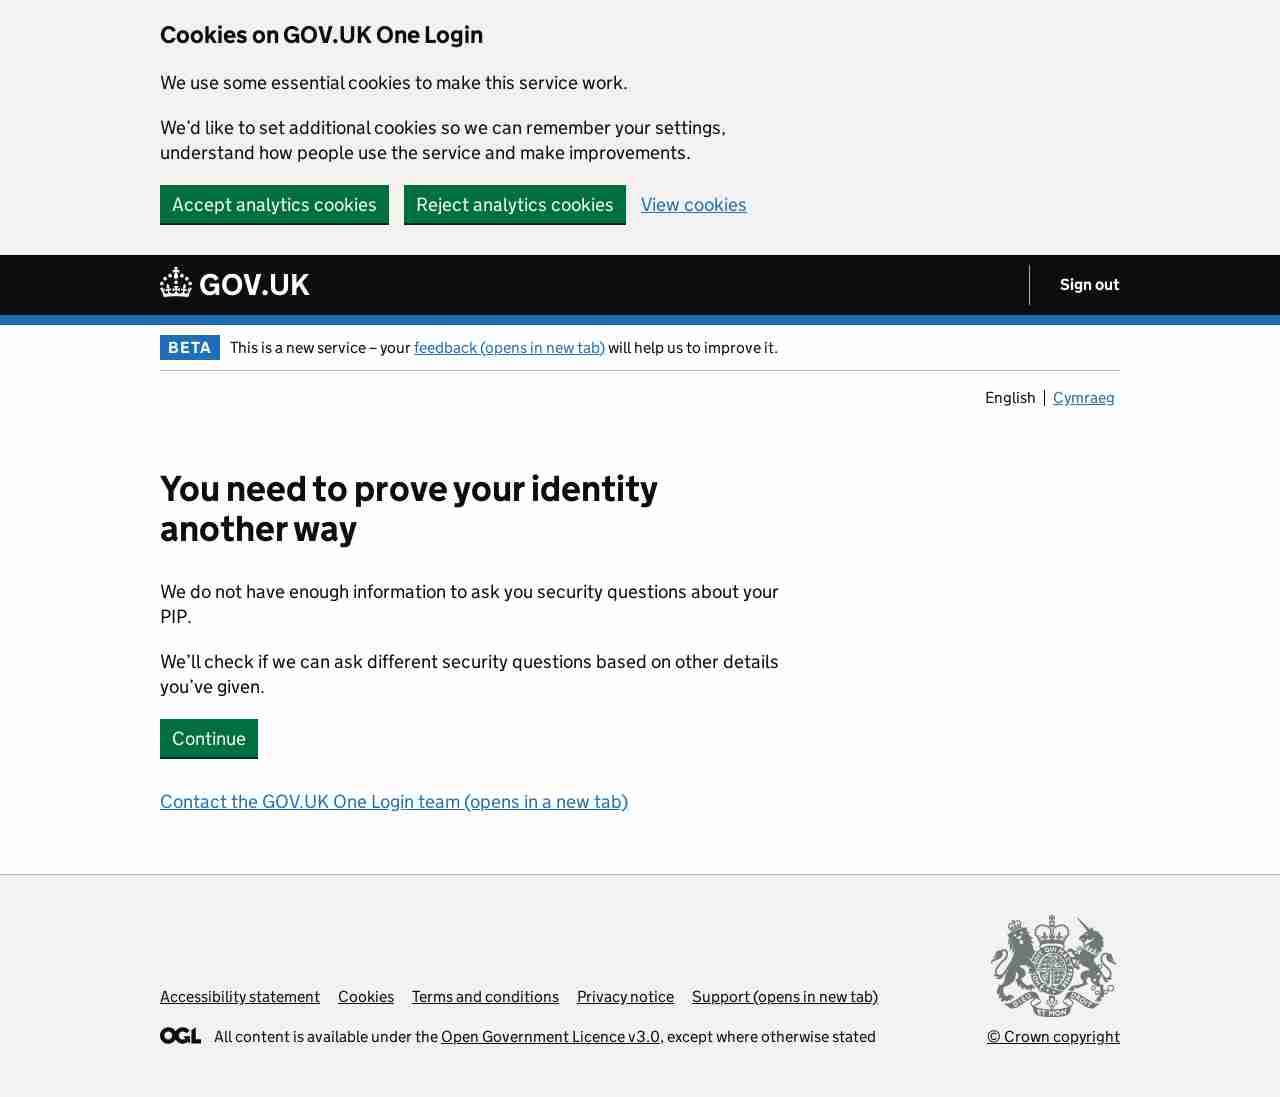 Cookies on GOV.UK One Login
We use some essential cookies to make this service work.
We’d like to set additional cookies so we can remember your settings,
understand how people use the service and make improvements.
Accept analytics cookies Reject analytics cookies View cookies
GOV.UK Sign out
BETA This is a new service – your feedback (opens in new tab) will help us to improve it.
English Cymraeg
You need to prove your identity
another way
We do not have enough information to ask you security questions about your
PIP.
We’ll check if we can ask different security questions based on other details
you’ve given.
Continue
Contact the GOV.UK One Login team (opens in a new tab)
Accessibility statement Cookies Terms and conditions Privacy notice Support (opens in new tab)
OGL All content is available under the Open Government Licence v3.0, except where otherwise stated
© Crown copyright